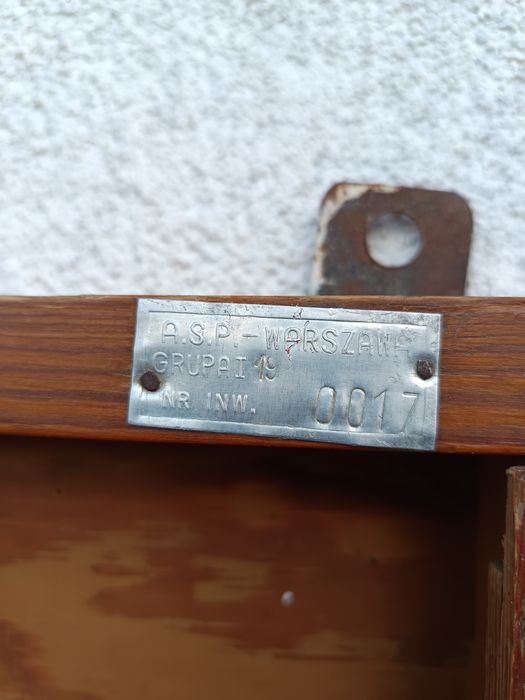 A.S.P.-WARSZAWA
GRUPA I 19
NR INW. 0017